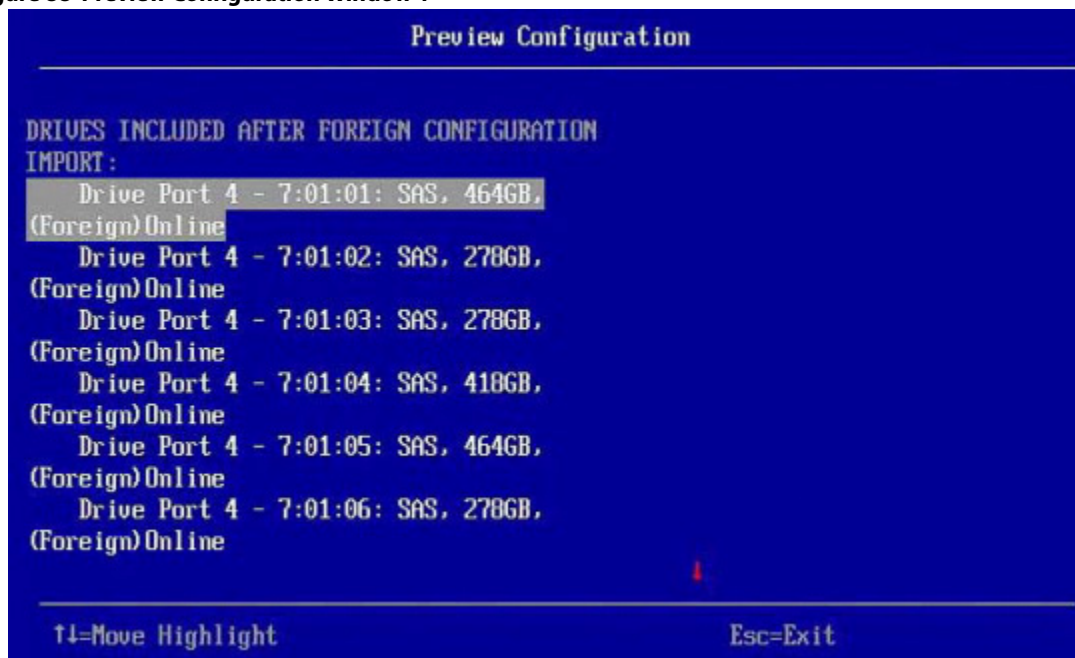 Preview Configuration
DRIVES INCLUDED AFTER FOREIGN CONFIGURATION
IMPORT:
Drive Port 4 - 7:01:01: SAS, 464GB,
(Foreign)Online
Drive Port 4 - 7:01:02: SAS, 278GB,
(Foreign)Online
Drive Port 4 - 7:01:03: SAS, 278GB,
(Foreign)Online
Drive Port 4 - 7:01:04: SAS, 418GB,
(Foreign)Online
Drive Port 4 - 7:01:05: SAS, 464GB,
(Foreign)Online
Drive Port 4 - 7:01:06: SAS, 278GB,
(Foreign)Online
↓
↑↓=Move Highlight Esc=Exit